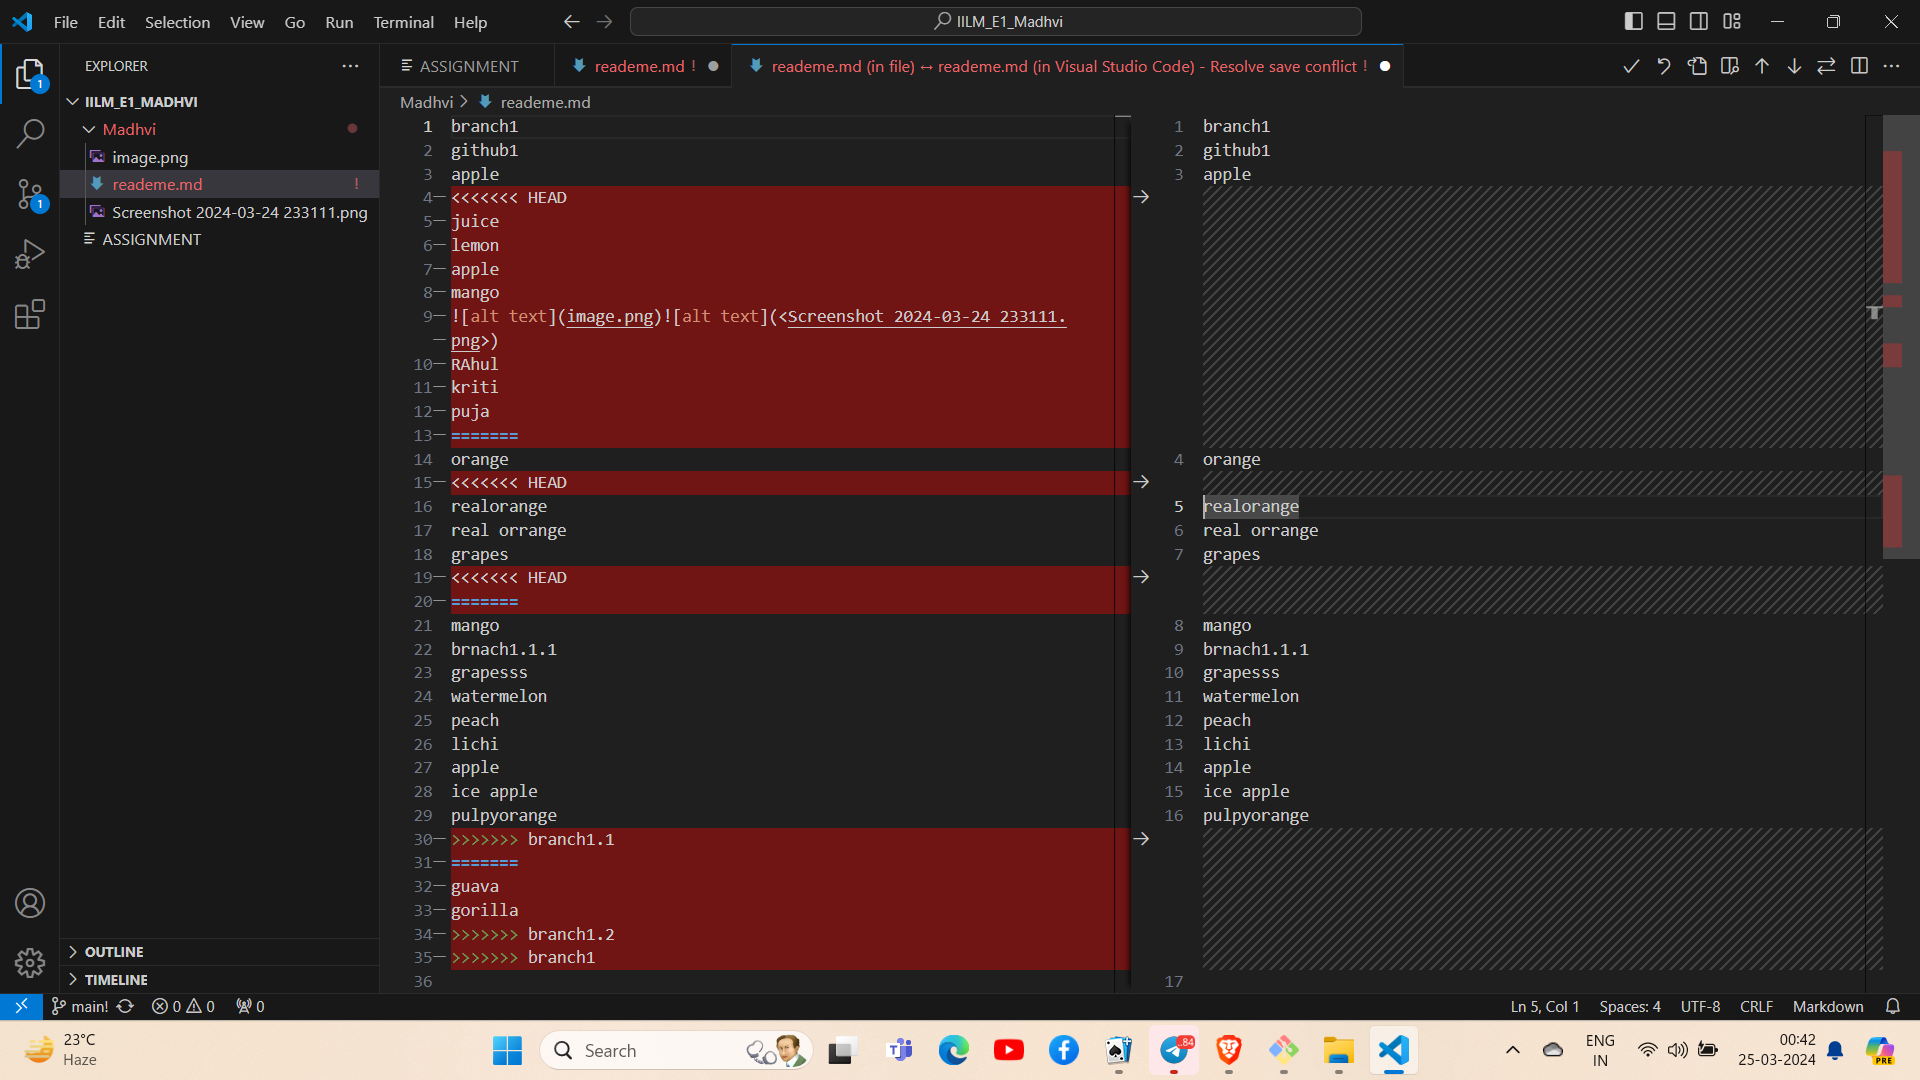 File Edit Selection View Go Run Terminal Help
IILM_E1_Madhvi
EXPLORER
ASSIGNMENT
reademe.md !
reademe.md (in file) ↔ reademe.md (in Visual Studio Code) - Resolve save conflict !
1
IILM_E1_MADHVI
Madhvi
image.png
reademe.md !
1
Screenshot 2024-03-24 233111.png
ASSIGNMENT
OUTLINE
TIMELINE
Madhvi > reademe.md
1 branch1
2 github1
3 apple
4 <<<<<<< HEAD
5 juice
6 lemon
7 apple
8 mango
9 ![alt text](image.png)![alt text](<Screenshot 2024-03-24 233111.
png>)
10 RAhul
11 kriti
12 puja
13 =======
14 orange
15 <<<<<<< HEAD
16 realorange
17 real orrange
18 grapes
19 <<<<<<< HEAD
20 =======
21 mango
22 brnach1.1.1
23 grapesss
24 watermelon
25 peach
26 lichi
27 apple
28 ice apple
29 pulpyorange
30 >>>>>>> branch1.1
31 =======
32 guava
33 gorilla
34 >>>>>>> branch1.2
35 >>>>>>> branch1
36
1 branch1
2 github1
3 apple
4 orange
5 realorange
6 real orrange
7 grapes
8 mango
9 brnach1.1.1
10 grapesss
11 watermelon
12 peach
13 lichi
14 apple
15 ice apple
16 pulpyorange
17
main! 0 0 0
Ln 5, Col 1 Spaces: 4 UTF-8 CRLF Markdown
23°C
Haze
Search
84
PRE
ENG
IN
00:42
25-03-2024